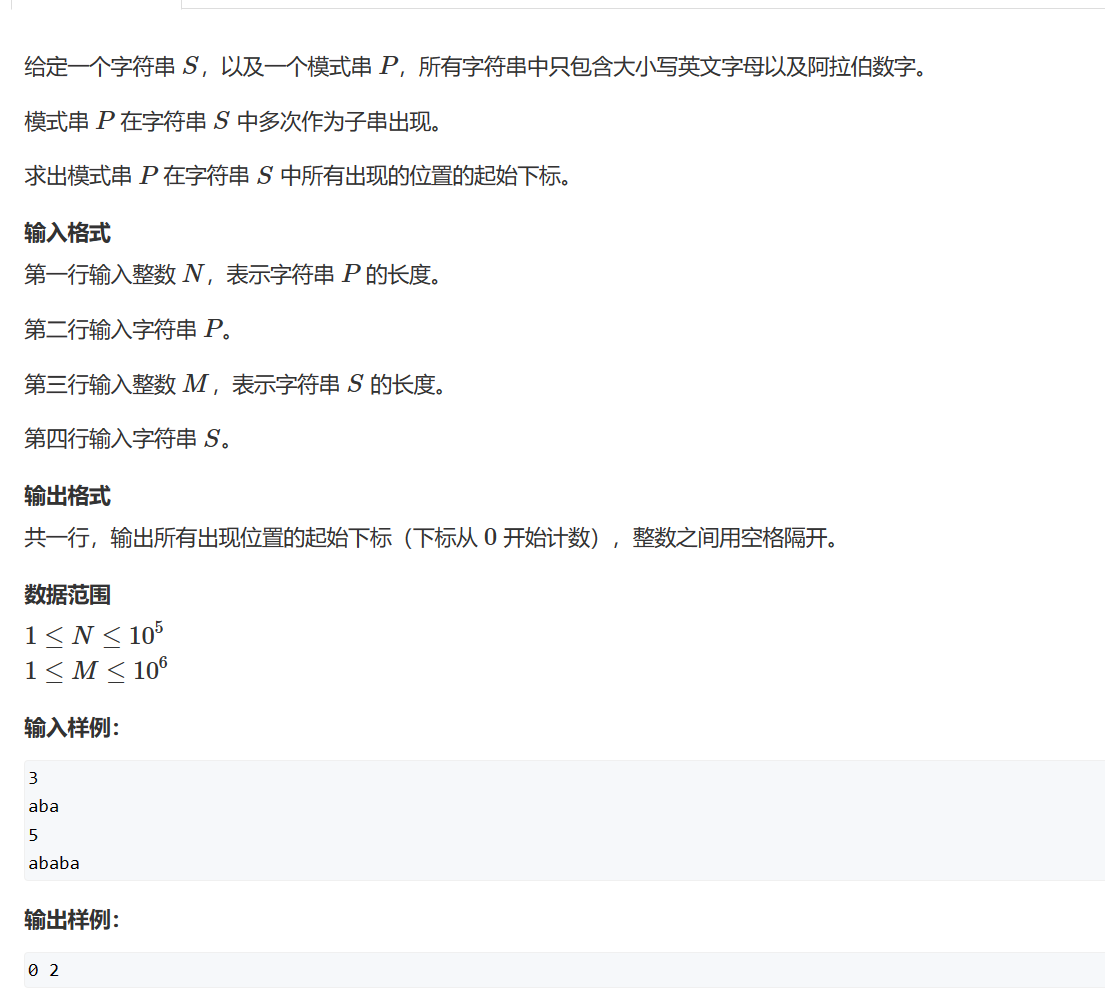 给定一个字符串 S，以及一个模式串 P，所有字符串中只包含大小写英文字母以及阿拉伯数字。
模式串 P 在字符串 S 中多次作为子串出现。
求出模式串 P 在字符串 S 中所有出现的位置的起始下标。
输入格式
第一行输入整数 N，表示字符串 P 的长度。
第二行输入字符串 P。
第三行输入整数 M，表示字符串 S 的长度。
第四行输入字符串 S。
输出格式
共一行，输出所有出现位置的起始下标（下标从 0 开始计数），整数之间用空格隔开。
数据范围
1 ≤ N ≤ 10⁵
1 ≤ M ≤ 10⁶
输入样例：
3
aba
5
ababa
输出样例：
0 2